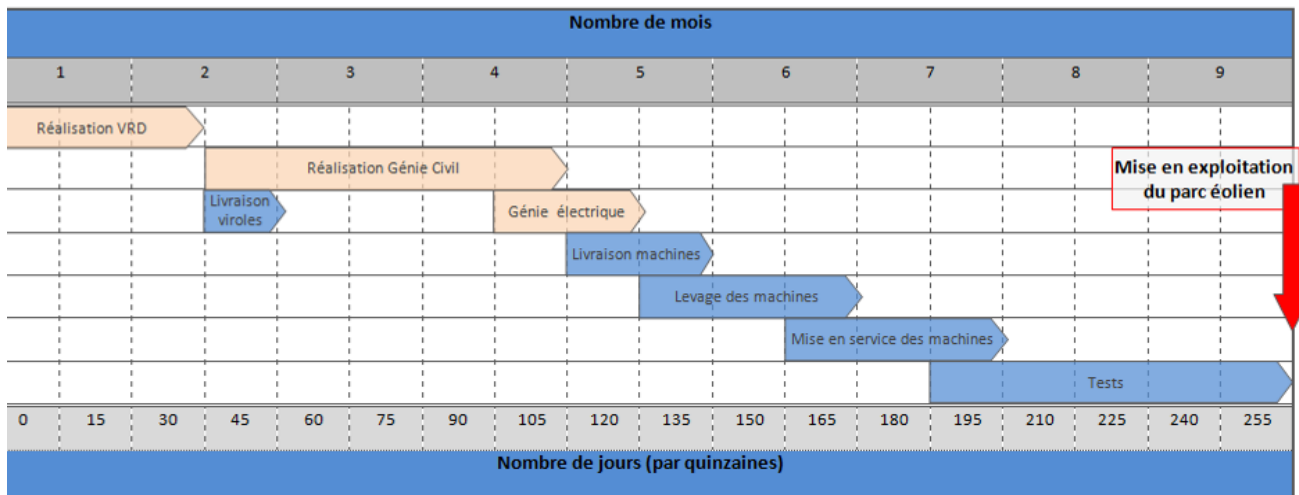 Nombre de mois
1 2 3 4 5 6 7 8 9
Réalisation VRD
Réalisation Génie Civil
Mise en exploitation
du parc éolien
Livraison
viroles
Génie électrique
Livraison machines
Levage des machines
Mise en service des machines
Tests
0 15 30 45 60 75 90 105 120 135 150 165 180 195 210 225 240 255
Nombre de jours (par quinzaines)